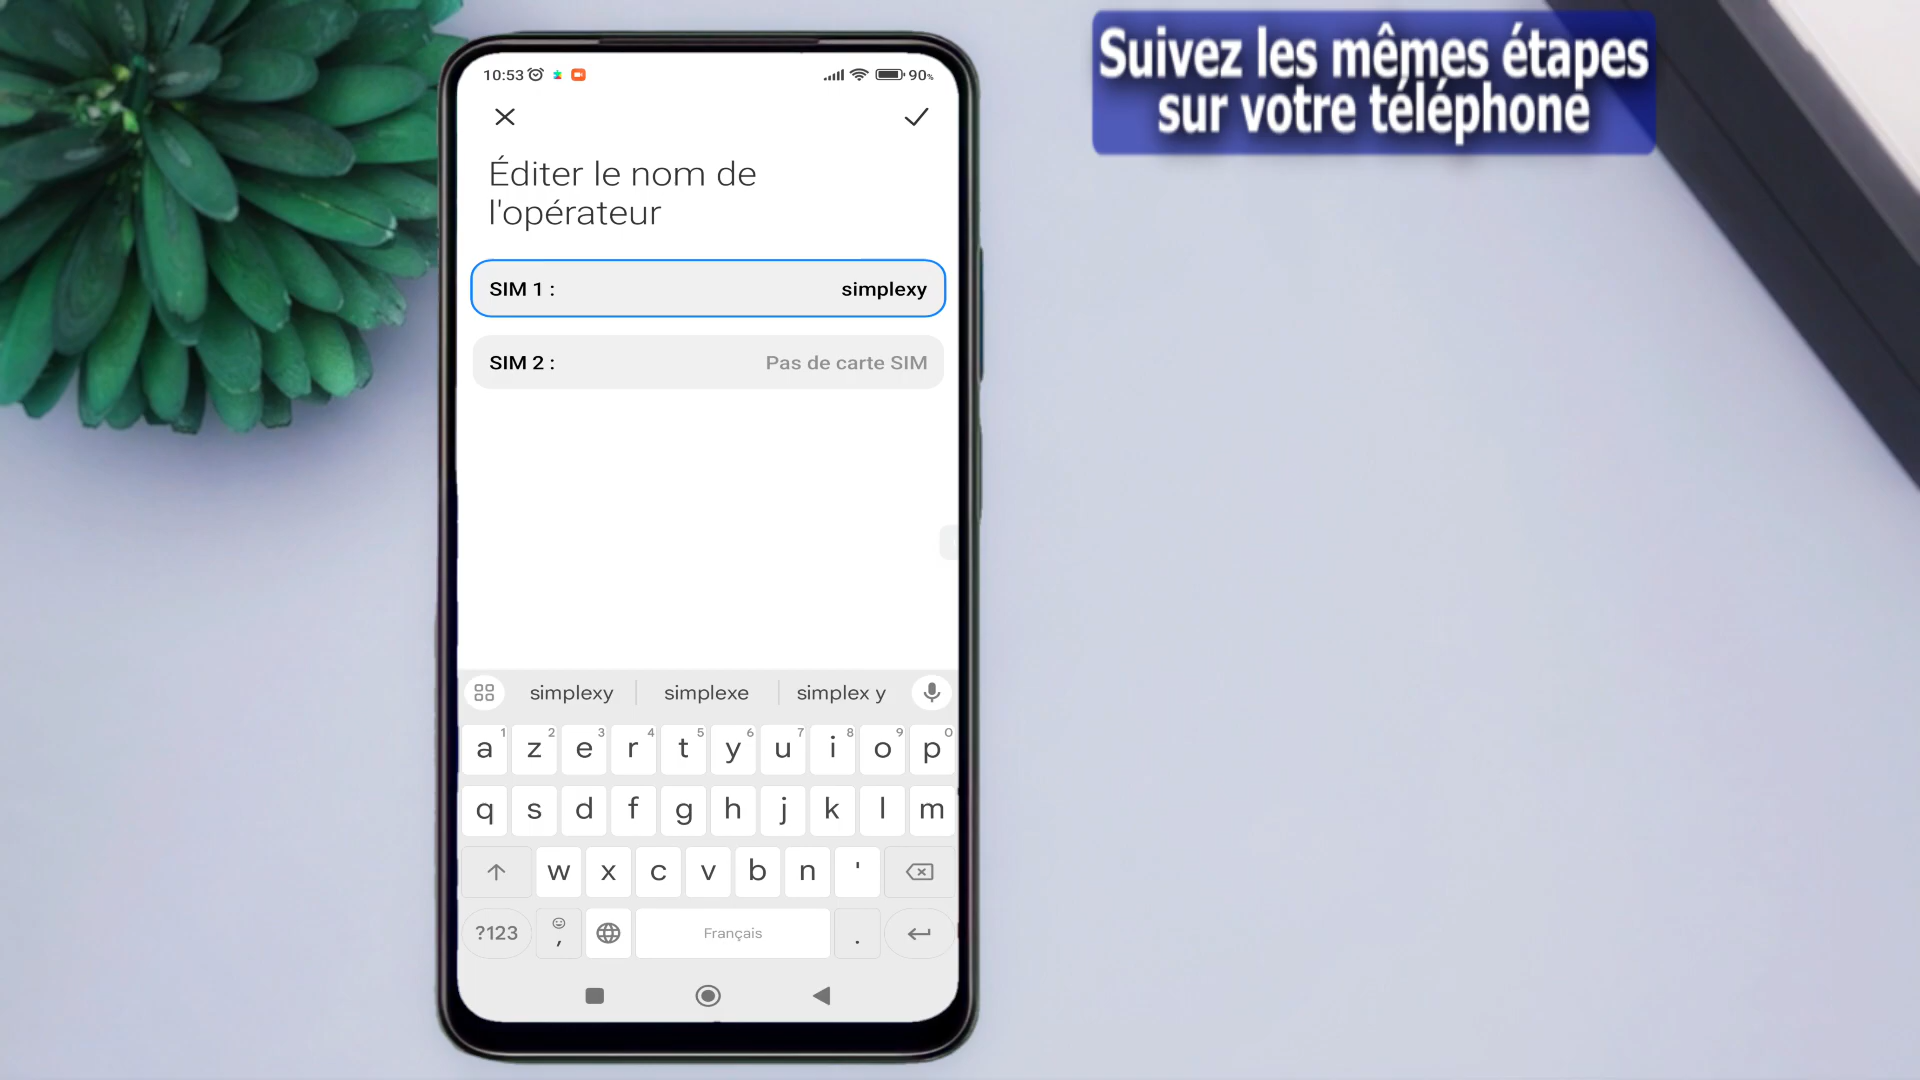 Suivez les mêmes étapes
sur votre téléphone
10:53
90%
Éditer le nom de
l'opérateur
SIM 1 : simplexy
SIM 2 : Pas de carte SIM
simplexy simplexe simplex y
a 1 z 2 e 3 r 4 t 5 y 6 u 7 i 8 o 9 p 0
q s d f g h j k l m
w x c v b n '
?123 , Français .